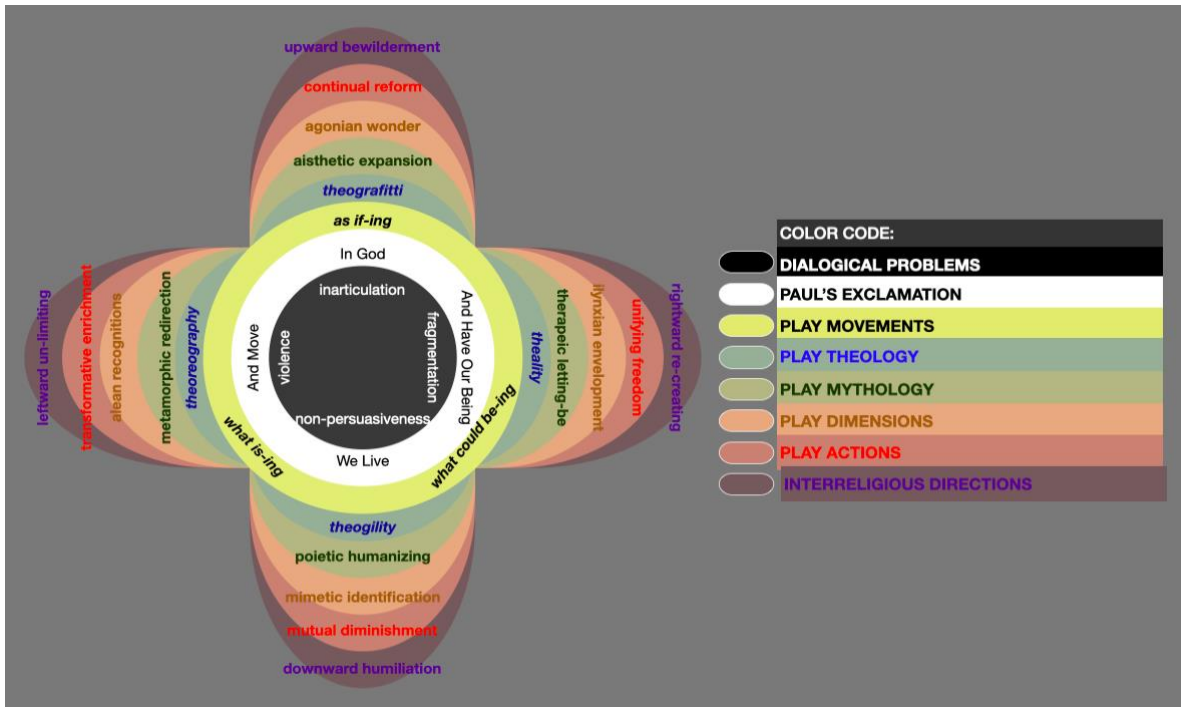 upward bewilderment
continual reform
agonian wonder
aisthetic expansion
theografitti
as if-ing
In God
inarticulation
leftward un-limiting
transformative enrichment
alean recognitions
metamorphic redirection
theoreography
And Move
violence
fragmentation
And Have Our Being
theality
therapeic letting-be
ilynxian envelopment
unifying freedom
rightward re-creating
non-persuasiveness
We Live
what is-ing
what could be-ing
theogility
poietic humanizing
mimetic identification
mutual diminishment
downward humiliation
COLOR CODE:
DIALOGICAL PROBLEMS
PAUL'S EXCLAMATION
PLAY MOVEMENTS
PLAY THEOLOGY
PLAY MYTHOLOGY
PLAY DIMENSIONS
PLAY ACTIONS
INTERRELIGIOUS DIRECTIONS